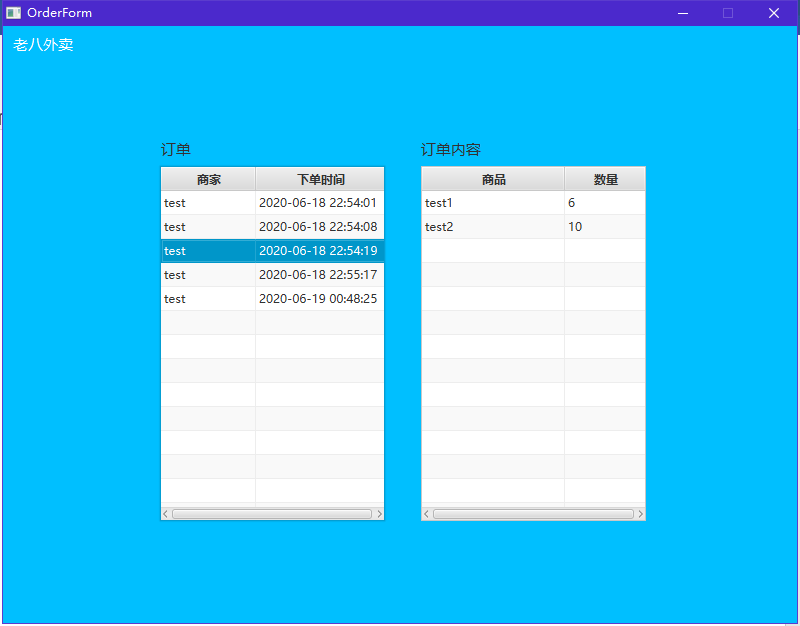 OrderForm
老八外卖
订单
商家 下单时间
test 2020-06-18 22:54:01
test 2020-06-18 22:54:08
test 2020-06-18 22:54:19
test 2020-06-18 22:55:17
test 2020-06-19 00:48:25
订单内容
商品 数量
test1 6
test2 10